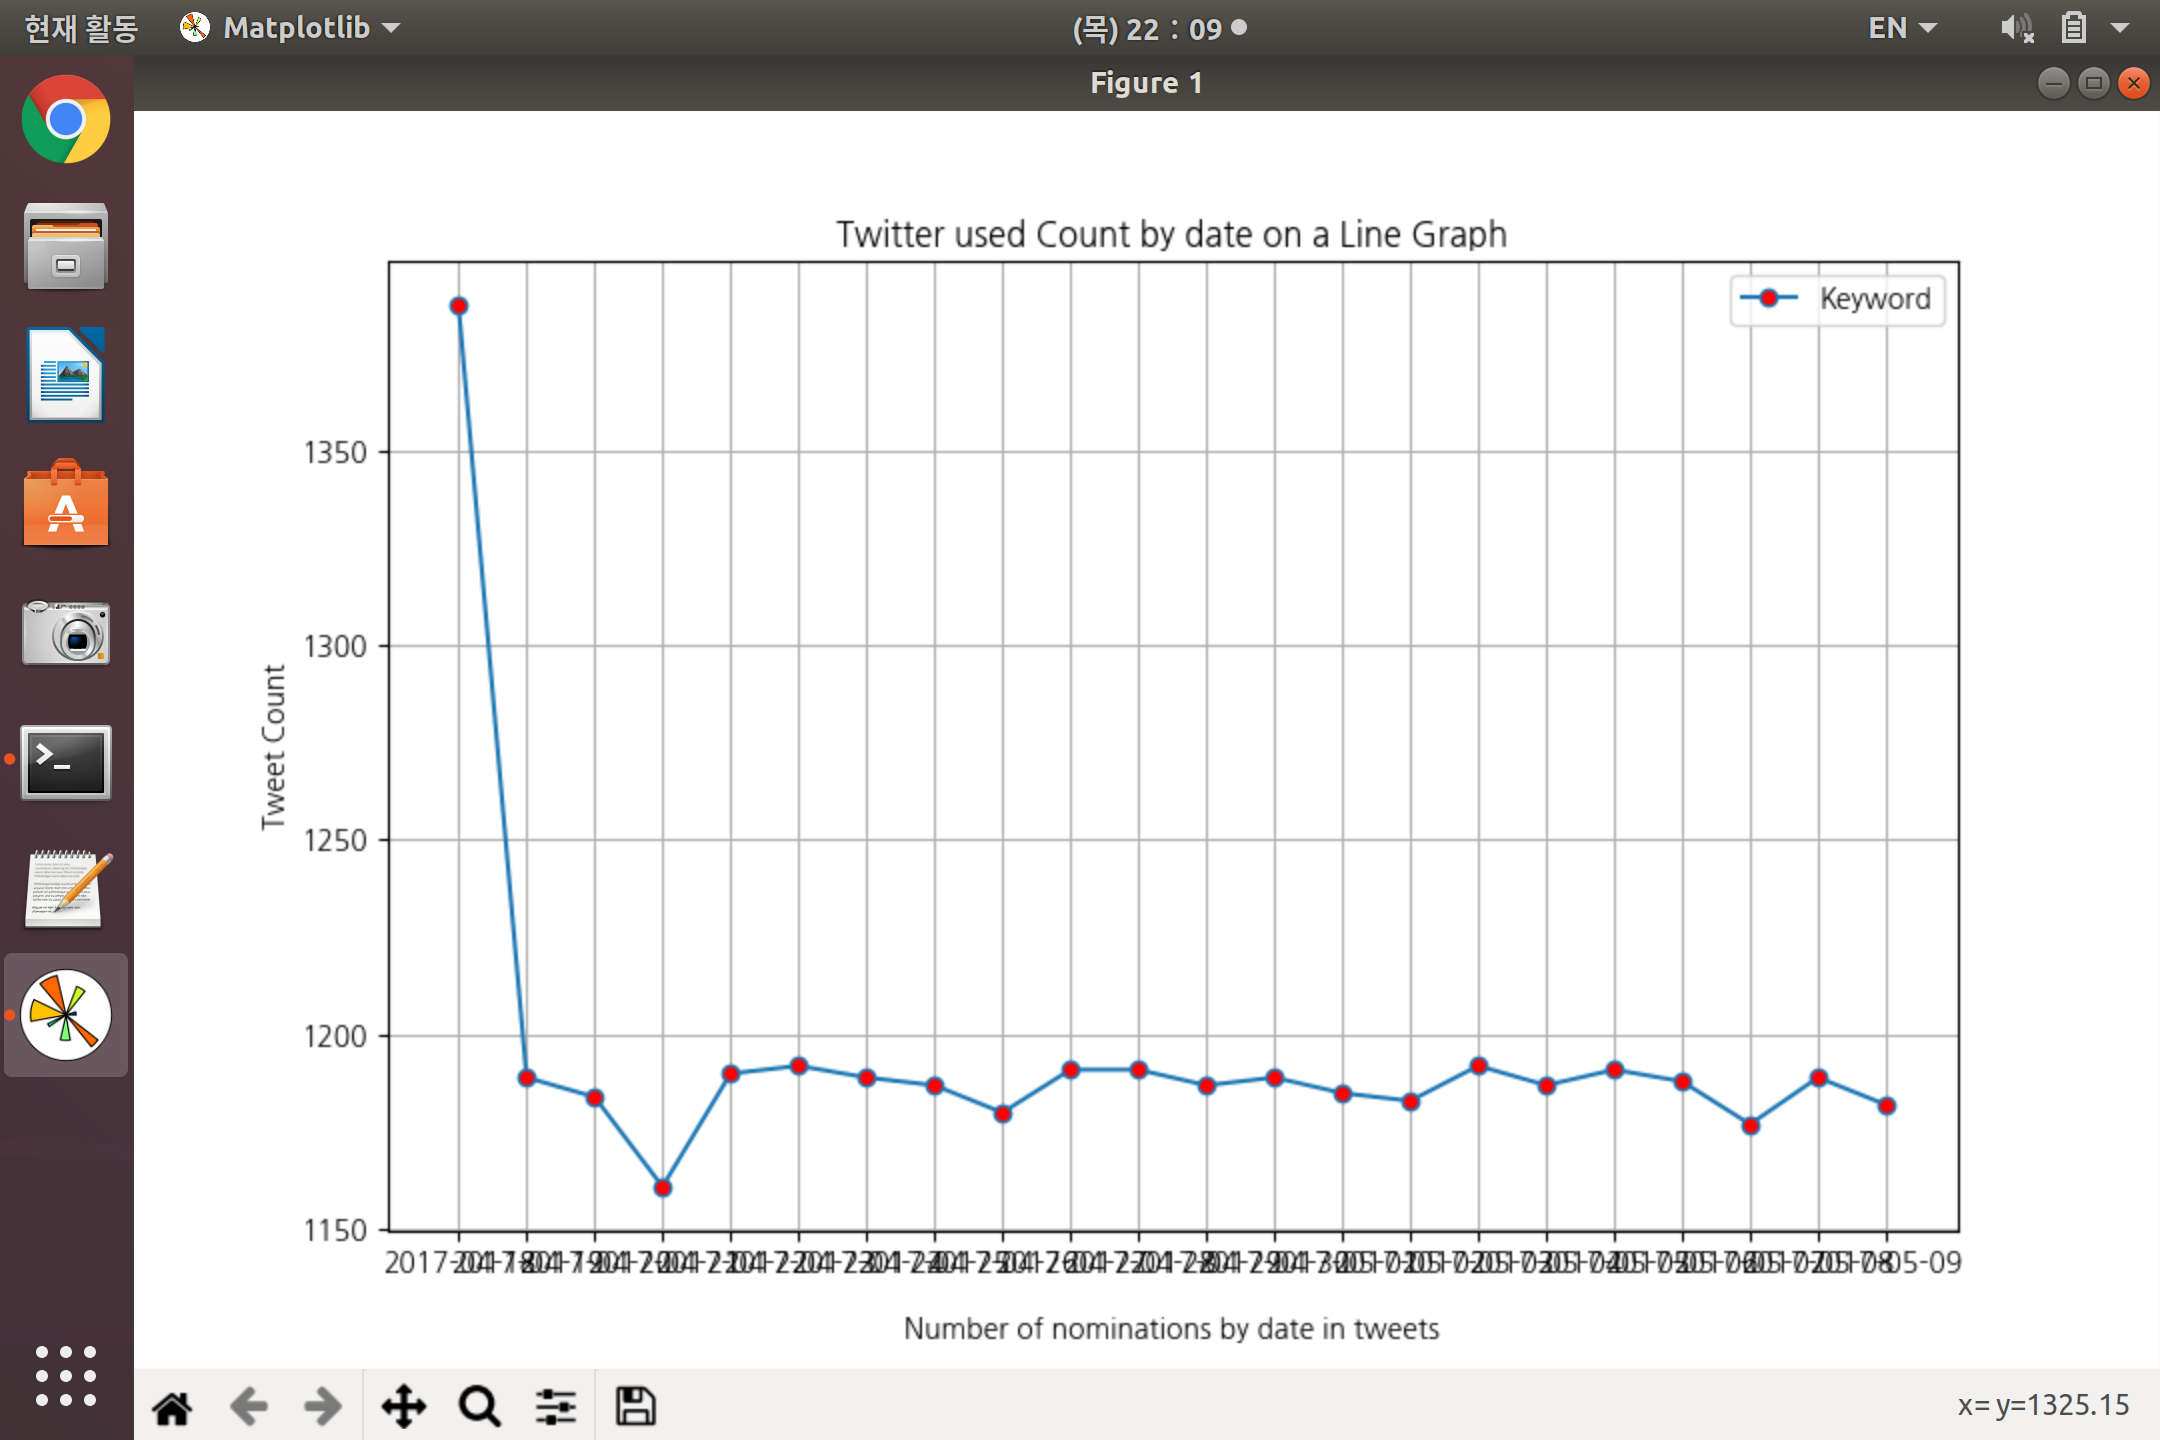 현재 활동 Matplotlib (목) 22 : 09 EN
Figure 1
Twitter used Count by date on a Line Graph
Keyword
1350
1300
1250
1200
1150
Tweet Count
Number of nominations by date in tweets
x= y=1325.15